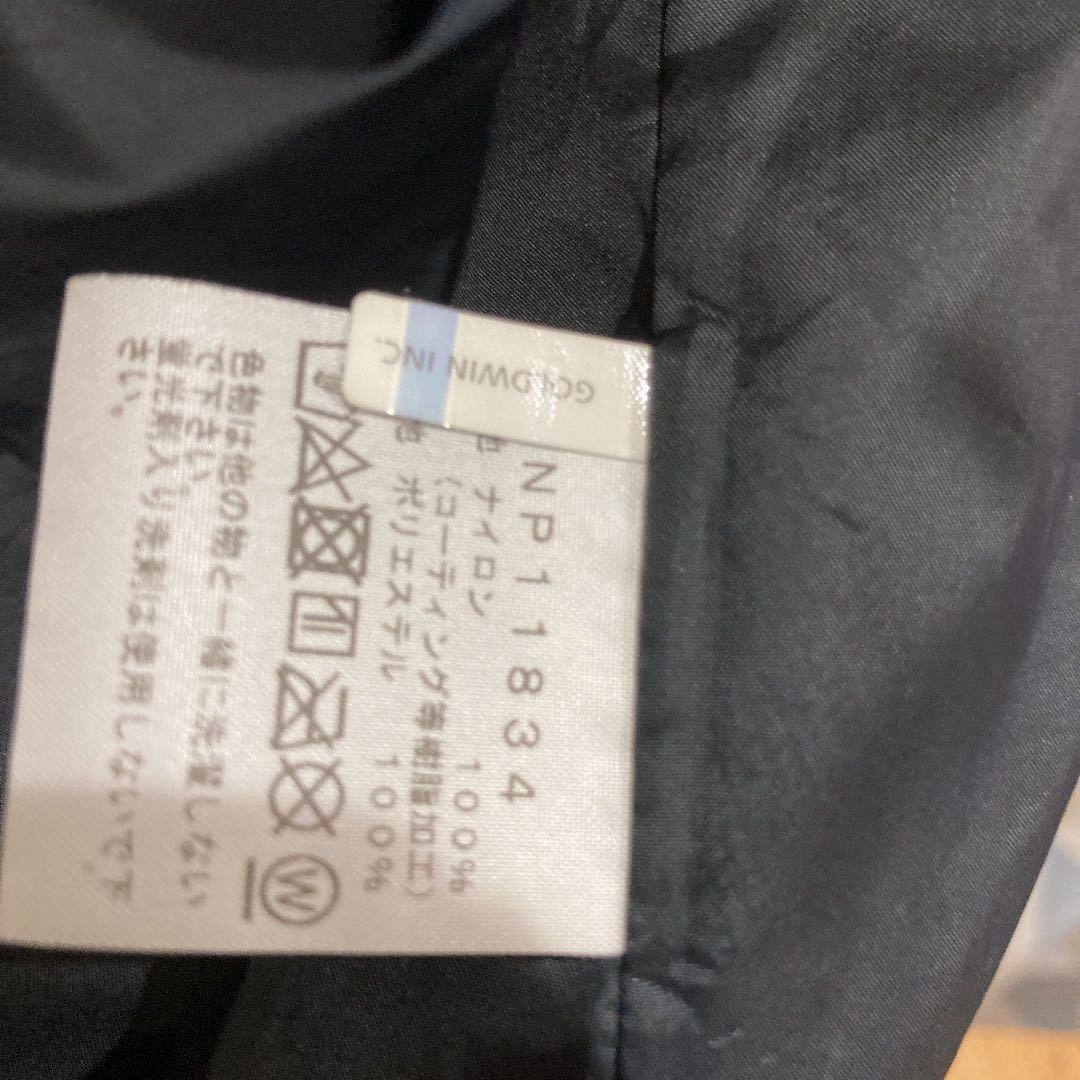 GOLDWIN INC.
NP11834
ナイロン 100%
(コーティング等樹脂加工)
ポリエステル 100%
W
色物は他の物と一緒に洗濯しない
で下さい。
蛍光剤入り洗剤は使用しないで下
さい。